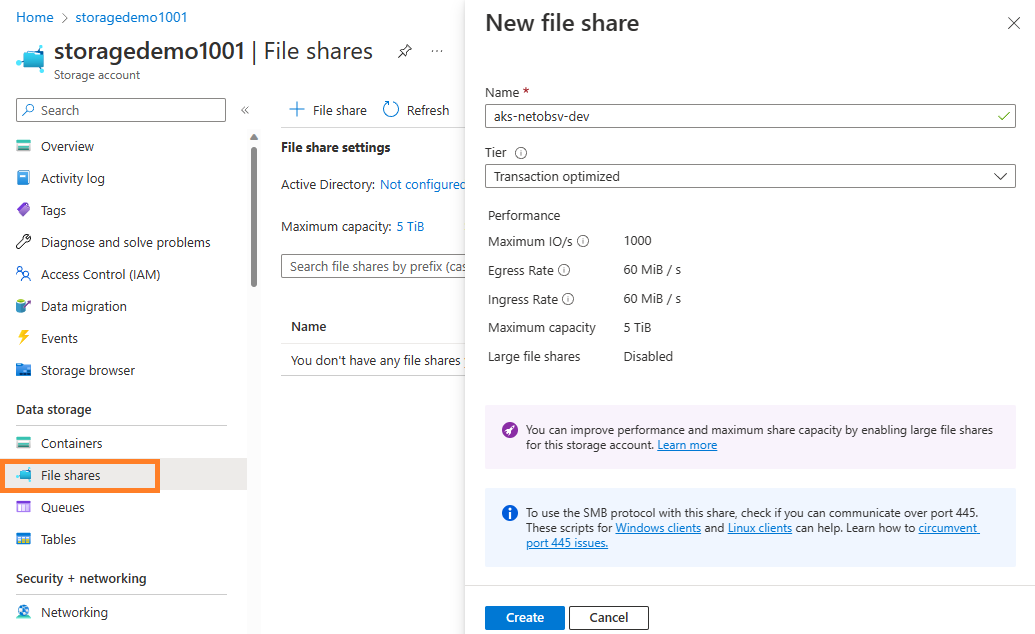 Home > storagedemo1001
storagedemo1001 | File shares
Storage account
Search
Overview
Activity log
Tags
Diagnose and solve problems
Access Control (IAM)
Data migration
Events
Storage browser
Data storage
Containers
File shares
Queues
Tables
Security + networking
Networking
File share
Refresh
File share settings
Active Directory: Not configured
Maximum capacity: 5 TiB
Search file shares by prefix
Name
You don't have any file shares
New file share
Name *
aks-netobsv-dev
Tier
Transaction optimized
Performance
Maximum IO/s 1000
Egress Rate 60 MiB / s
Ingress Rate 60 MiB / s
Maximum capacity 5 TiB
Large file shares Disabled
You can improve performance and maximum share capacity by enabling large file shares
for this storage account. Learn more
To use the SMB protocol with this share, check if you can communicate over port 445.
These scripts for Windows clients and Linux clients can help. Learn how to circumvent
port 445 issues.
Create
Cancel